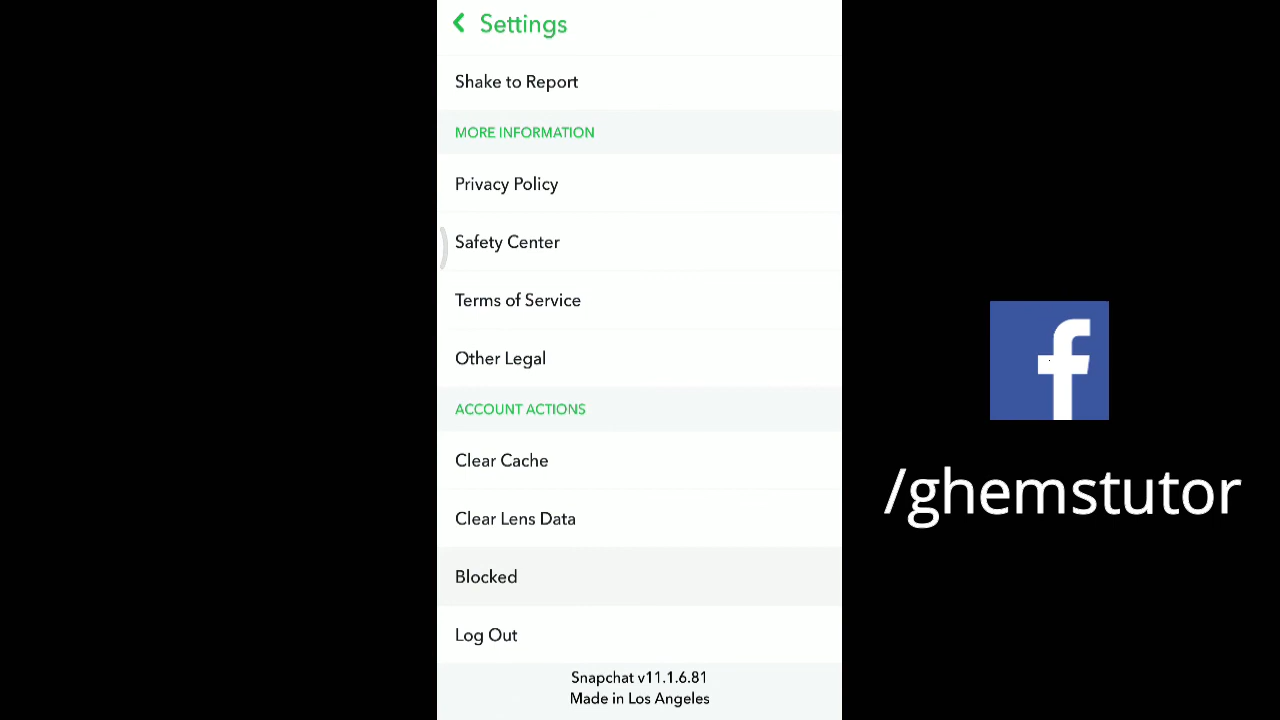 Settings
Shake to Report
MORE INFORMATION
Privacy Policy
Safety Center
Terms of Service
Other Legal
ACCOUNT ACTIONS
Clear Cache
Clear Lens Data
Blocked
Log Out
Snapchat v11.1.6.81
Made in Los Angeles
f
/ghemstutor